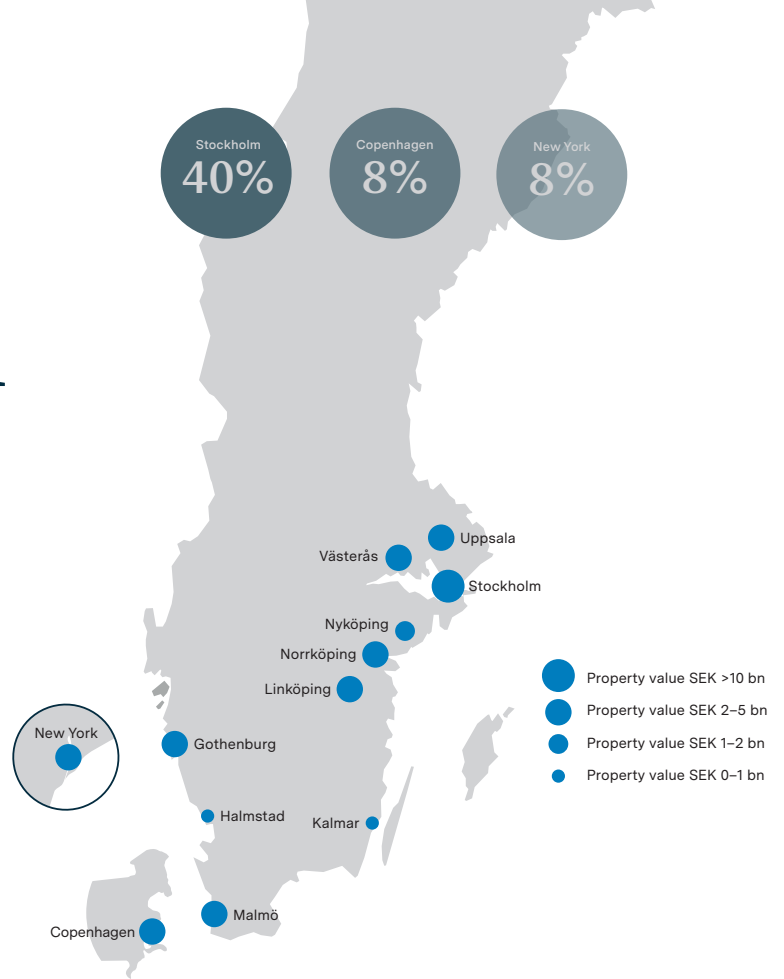 Stockholm
40%
Copenhagen
8%
New York
8%
Uppsala
Västerås
Stockholm
Nyköping
Norrköping
Linköping
Property value SEK >10 bn
Property value SEK 2–5 bn
Property value SEK 1–2 bn
Property value SEK 0–1 bn
New York
Gothenburg
Halmstad
Kalmar
Malmö
Copenhagen